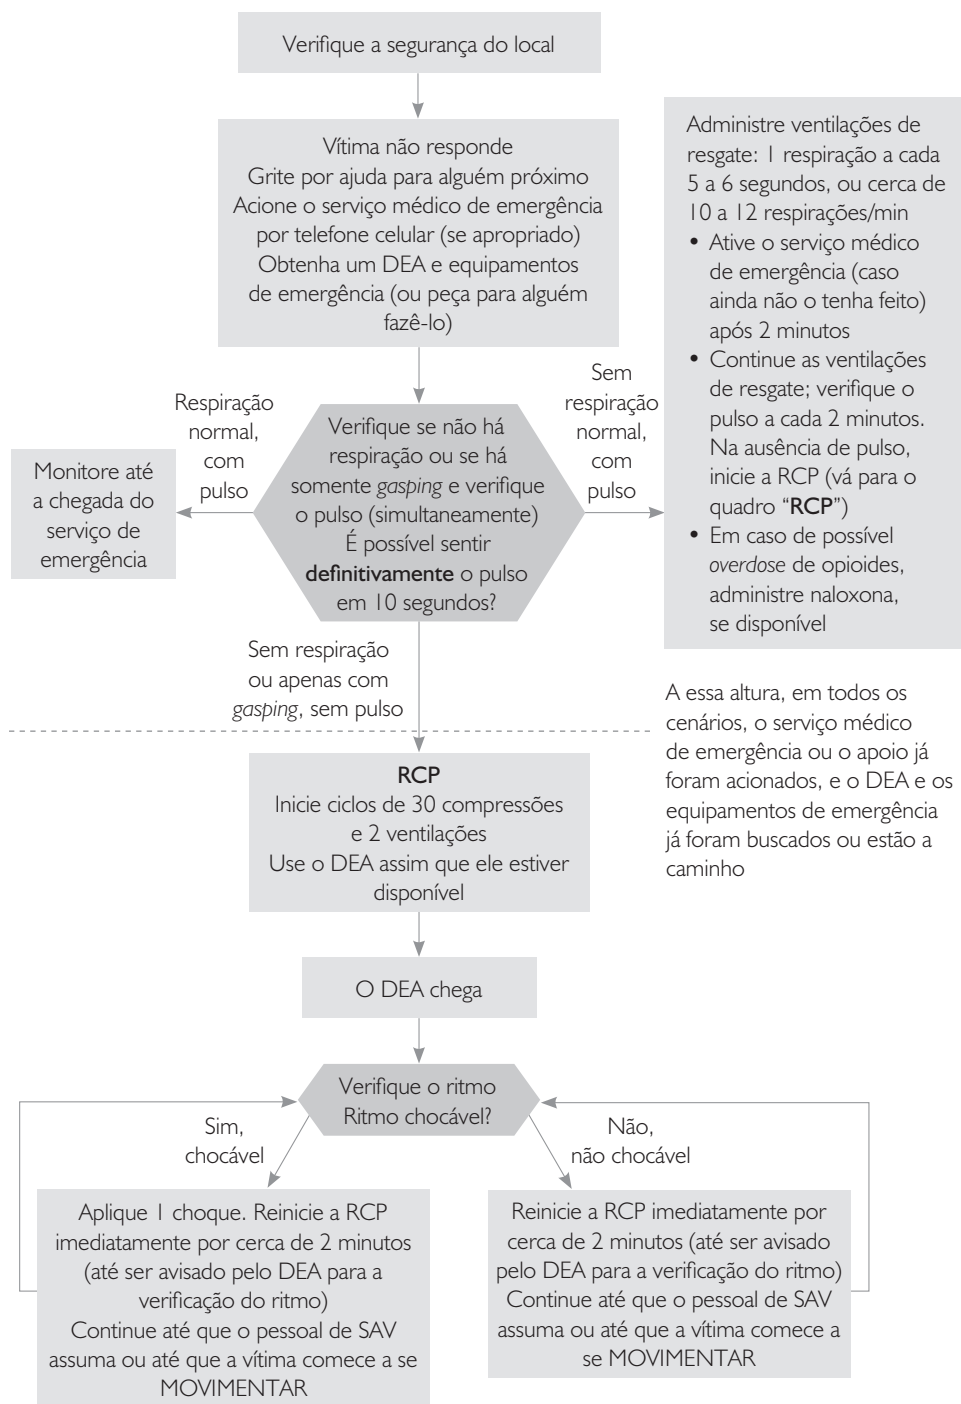 Verifique a segurança do local
Vítima não responde
Grite por ajuda para alguém próximo
Acione o serviço médico de emergência
por telefone celular (se apropriado)
Obtenha um DEA e equipamentos
de emergência (ou peça para alguém
fazê-lo)
Respiração
normal,
com
pulso
Monitore até
a chegada do
serviço de
emergência
Verifique se não há
respiração ou se há
somente gasping e verifique
o pulso (simultaneamente)
É possível sentir
definitivamente o pulso
em 10 segundos?
Sem
respiração
normal,
com
pulso
Administre ventilações de
resgate: 1 respiração a cada
5 a 6 segundos, ou cerca de
10 a 12 respirações/min
• Ative o serviço médico
de emergência (caso
ainda não o tenha feito)
após 2 minutos
• Continue as ventilações
de resgate; verifique o
pulso a cada 2 minutos.
Na ausência de pulso,
inicie a RCP (vá para o
quadro “RCP”)
• Em caso de possível
overdose de opioides,
administre naloxona,
se disponível
Sem respiração
ou apenas com
gasping, sem pulso
A essa altura, em todos os
cenários, o serviço médico
de emergência ou o apoio já
foram acionados, e o DEA e os
equipamentos de emergência
já foram buscados ou estão a
caminho
RCP
Inicie ciclos de 30 compressões
e 2 ventilações
Use o DEA assim que ele estiver
disponível
O DEA chega
Verifique o ritmo
Ritmo chocável?
Sim,
chocável
Aplique 1 choque. Reinicie a RCP
imediatamente por cerca de 2 minutos
(até ser avisado pelo DEA para a
verificação do ritmo)
Continue até que o pessoal de SAV
assuma ou até que a vítima comece a se
MOVIMENTAR
Não,
não chocável
Reinicie a RCP imediatamente por
cerca de 2 minutos (até ser avisado
pelo DEA para a verificação do ritmo)
Continue até que o pessoal de SAV
assuma ou até que a vítima comece a
se MOVIMENTAR